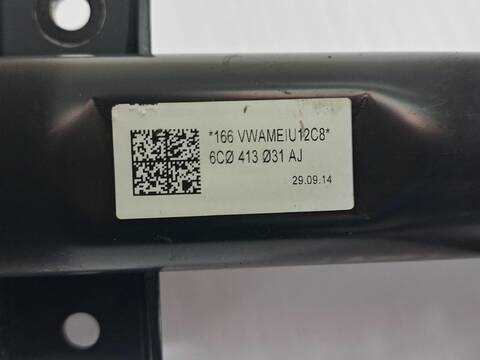 *166 VWAMEIU12C8*
6CØ 413 Ø31 AJ
29.09.14